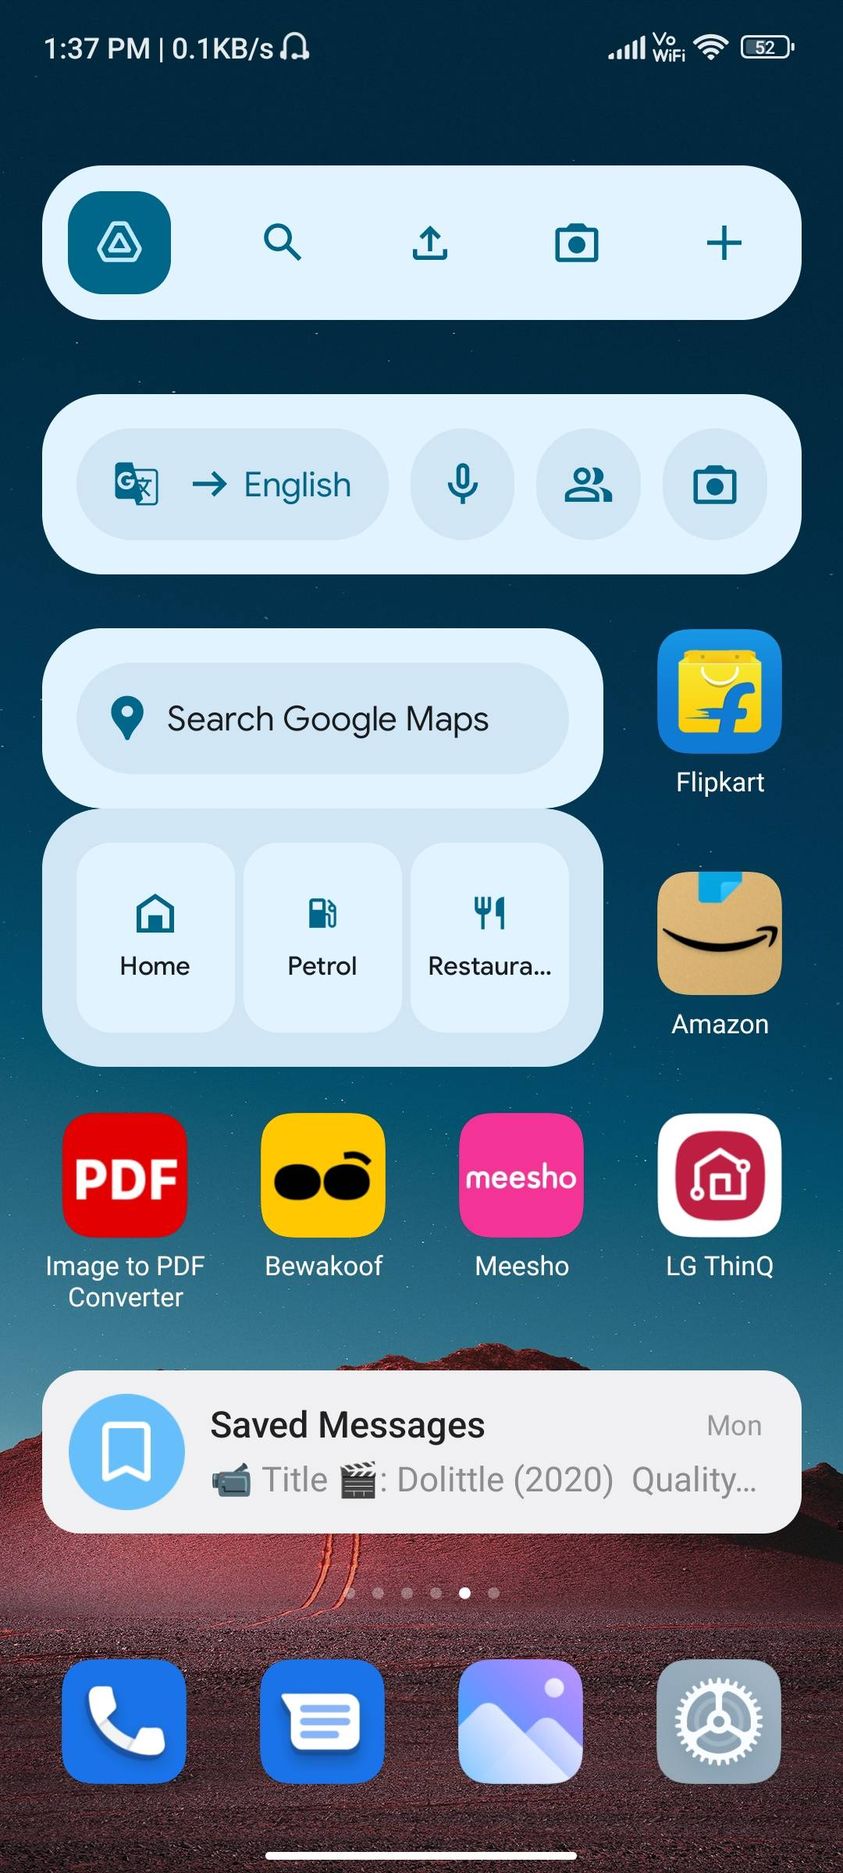 1:37 PM | 0.1KB/s
Vo
WiFi
52
G 文
English
Search Google Maps
Flipkart
Home
Petrol
Restaura...
Amazon
PDF
meesho
Image to PDF
Converter
Bewakoof
Meesho
LG ThinQ
Saved Messages
Mon
📹 Title 🎬: Dolittle (2020)  Quality...